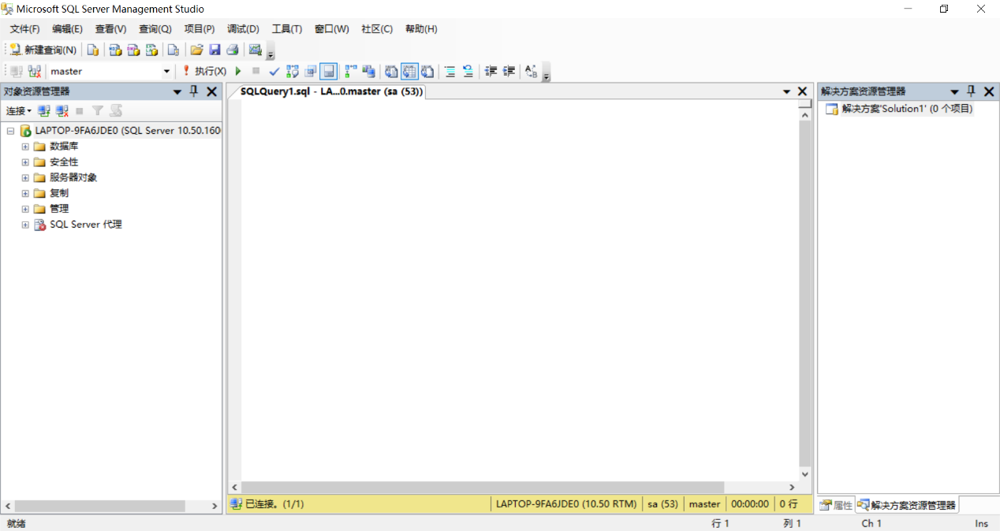 Microsoft SQL Server Management Studio
文件(F) 编辑(E) 查看(V) 查询(Q) 项目(P) 调试(D) 工具(T) 窗口(W) 社区(C) 帮助(H)
新建查询(N)
master 执行(X)
对象资源管理器
连接
LAPTOP-9FA6JDE0 (SQL Server 10.50.160
数据库
安全性
服务器对象
复制
管理
SQL Server 代理
SQLQuery1.sql - LA...0.master (sa (53))
已连接。(1/1) LAPTOP-9FA6JDE0 (10.50 RTM) sa (53) master 00:00:00 0 行
解决方案资源管理器
解决方案'Solution1' (0 个项目)
属性 解决方案资源管理器
就绪 行 1 列 1 Ch 1 Ins